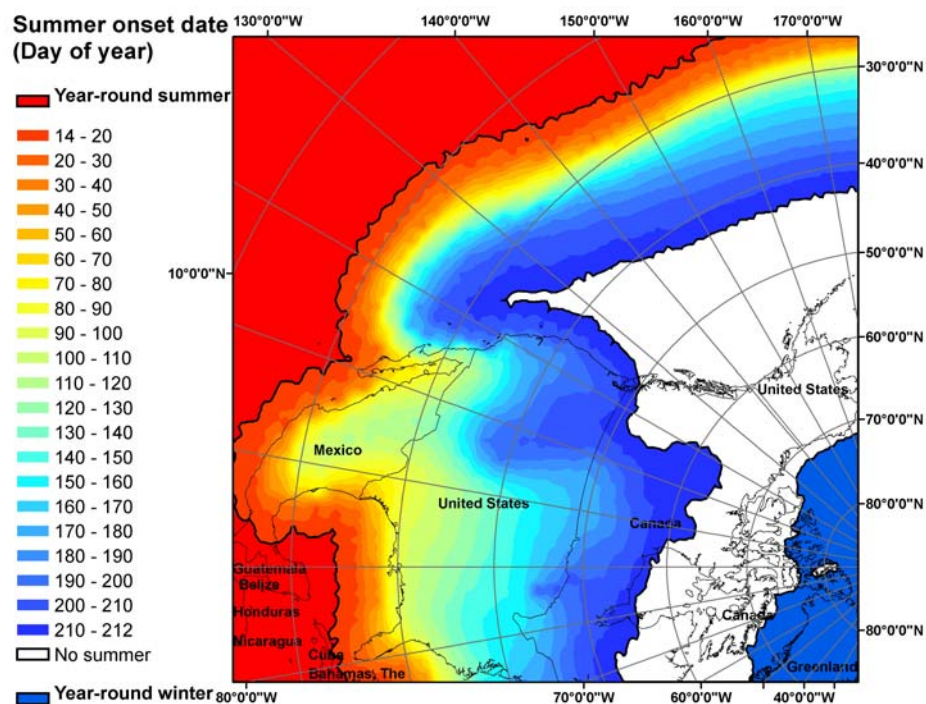 Summer onset date
(Day of year)
Year-round summer
14 - 20
20 - 30
30 - 40
40 - 50
50 - 60
60 - 70
70 - 80
80 - 90
90 - 100
100 - 110
110 - 120
120 - 130
130 - 140
140 - 150
150 - 160
160 - 170
170 - 180
180 - 190
190 - 200
200 - 210
210 - 212
No summer
Year-round winter
130°0'0"W
140°0'0"W
150°0'0"W
160°0'0"W
170°0'0"W
30°0'0"N
40°0'0"N
50°0'0"N
60°0'0"N
70°0'0"N
80°0'0"N
80°0'0"N
10°0'0"N
United States
Mexico
United States
Canada
Guatemala
Belize
Honduras
Nicaragua
Cuba
Bahamas, The
Canada
Greenland
80°0'0"W
70°0'0"W
60°0'0"W
40°0'0"W